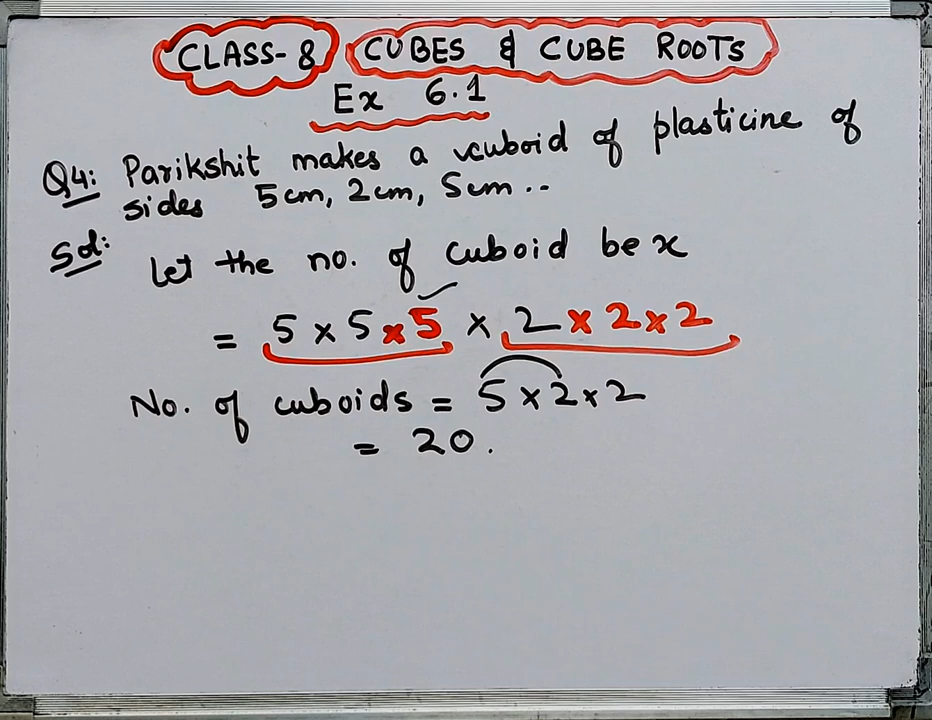 CLASS-8 CUBES & CUBE ROOTS
Ex 6.1
Q4: Parikshit makes a cuboid of plasticine of
sides 5cm, 2cm, 5cm..
Sol: Let the no. of cuboid be x
= 5 x 5 x 5 x 2 x 2 x 2
No. of cuboids = 5 x 2 x 2
= 20.